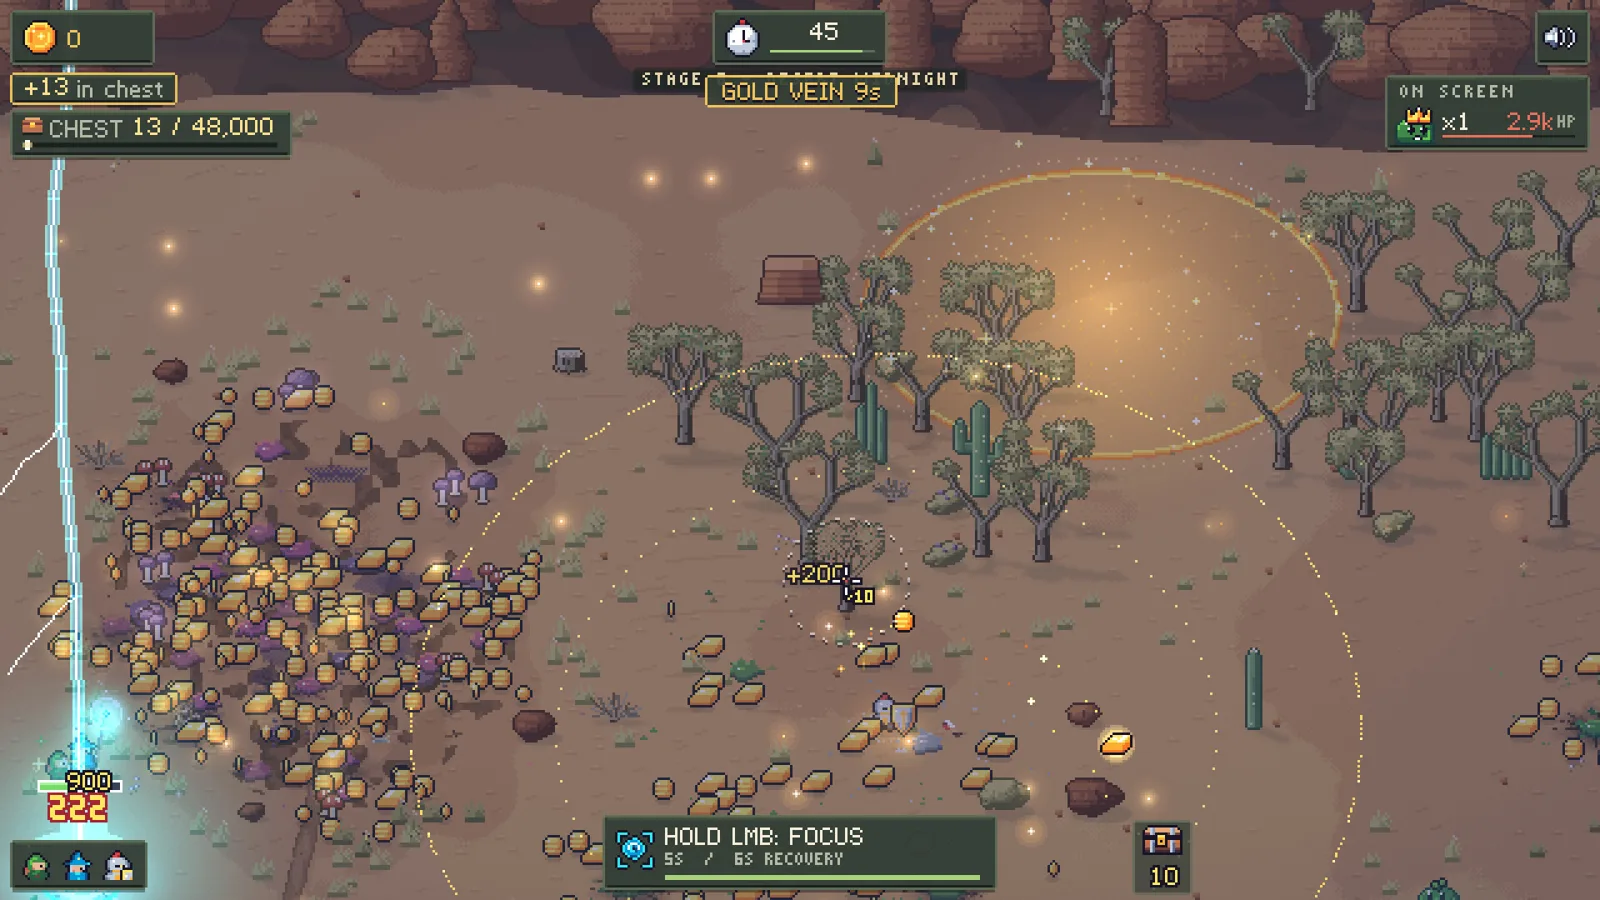 0
45
+13 in chest
STAGE NIGHT
GOLD VEIN 9s
ON SCREEN
x1 2.9k HP
CHEST 13 / 48,000
+200
10
900
222
HOLD LMB: FOCUS
5S / 6S RECOVERY
10